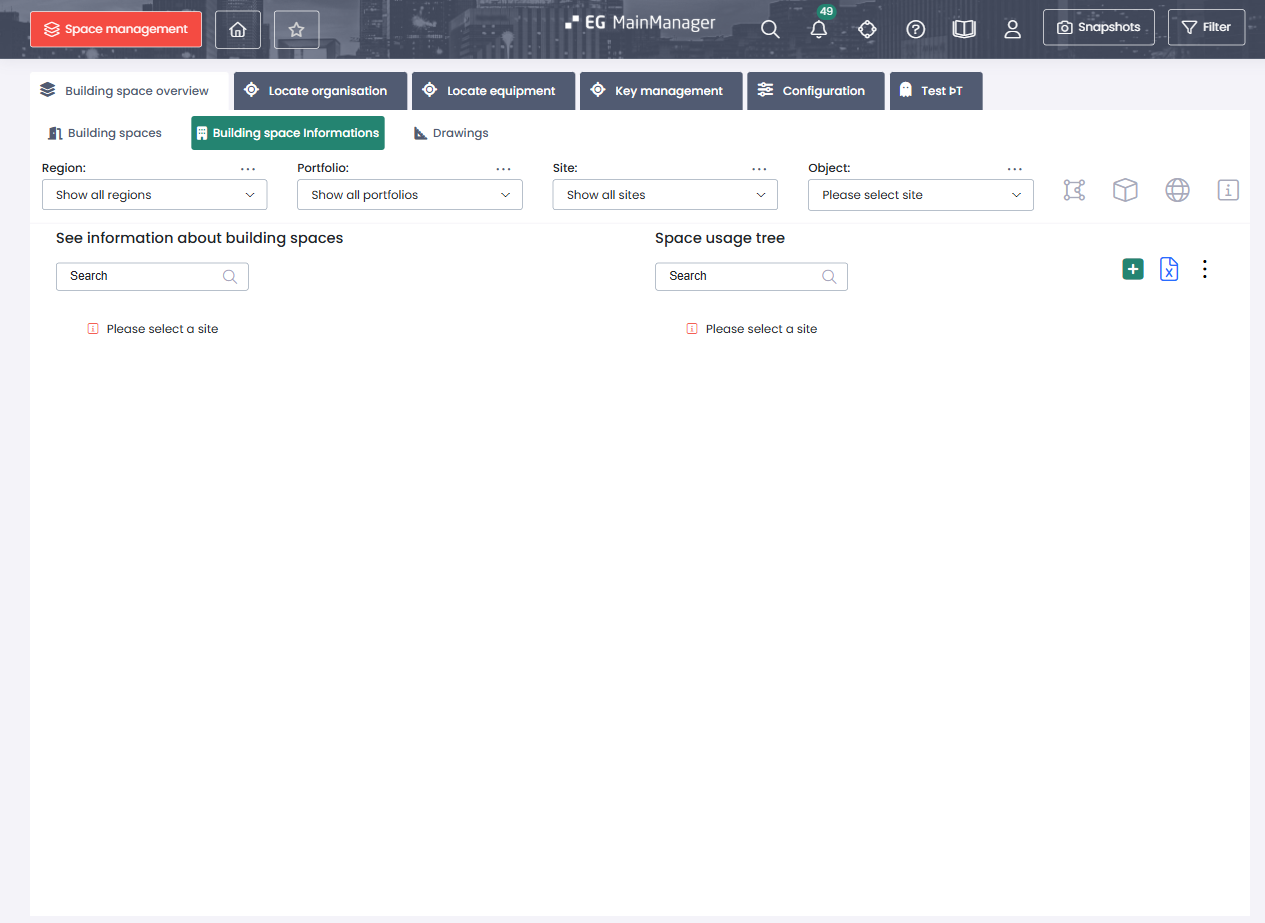 Space management
49
EG MainManager
Snapshots
Filter
Building space overview
Locate organisation
Locate equipment
Key management
Configuration
Test ÞT
Building spaces
Building space Informations
Drawings
Region:
Portfolio:
Site:
Object:
Show all regions
Show all portfolios
Show all sites
Please select site
See information about building spaces
Space usage tree
Search
Search
Please select a site
Please select a site